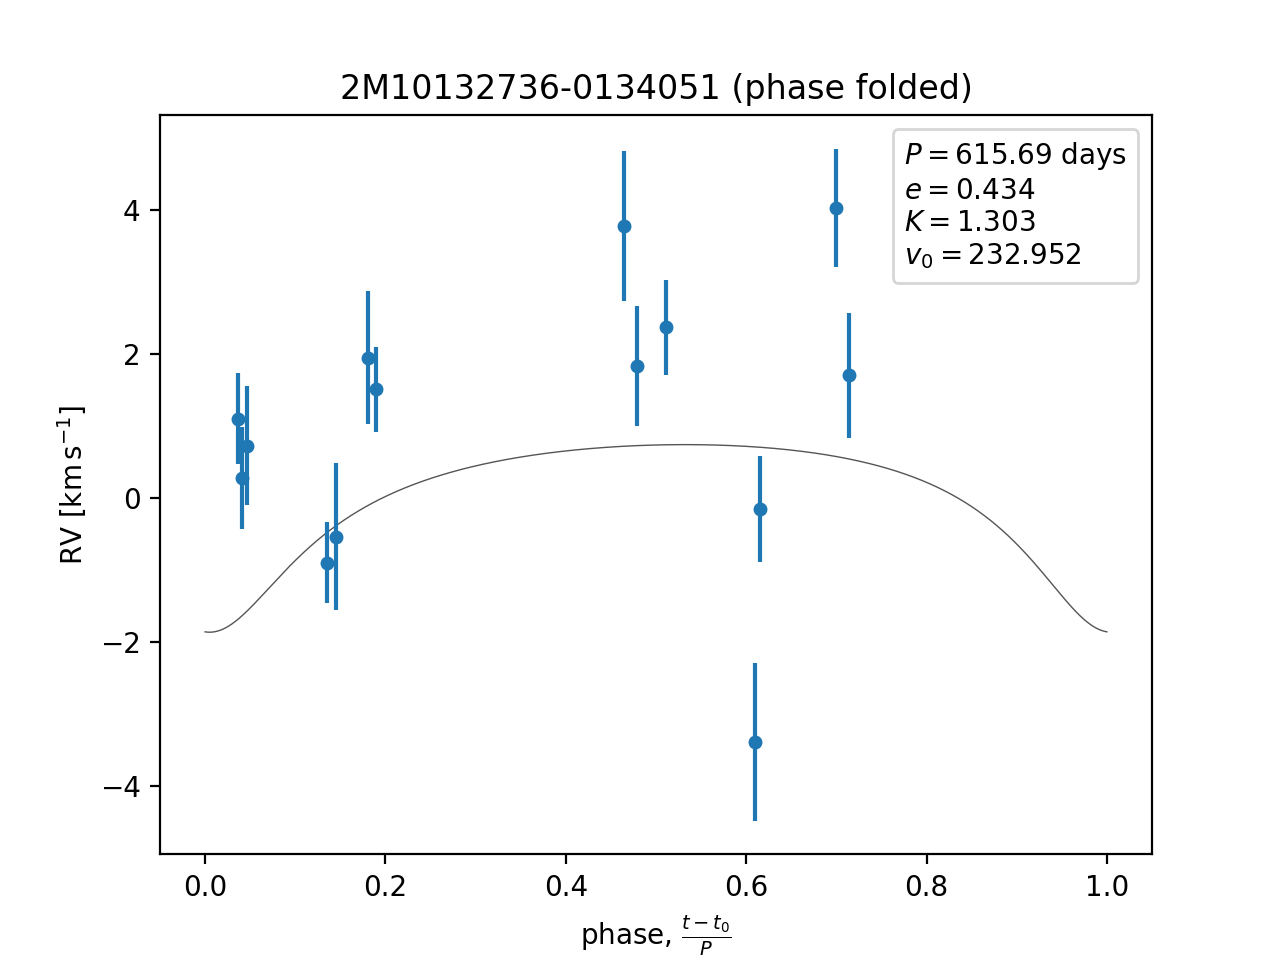 2M10132736-0134051 (phase folded)
P = 615.69 days
e = 0.434
K = 1.303
v₀ = 232.952
RV [km s⁻¹]
4
2
0
−2
−4
0.0 0.2 0.4 0.6 0.8 1.0
phase, (t − t₀)/P